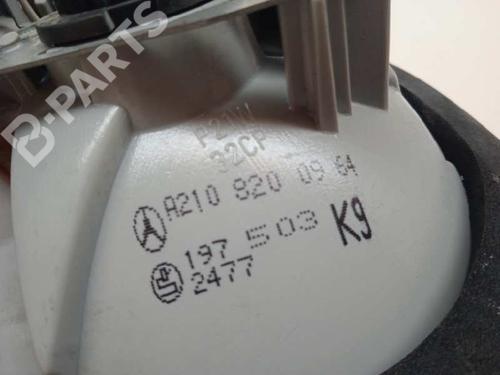 B-PARTS
P21W
32CP
A210 820 09 64
197 503 K9
2477